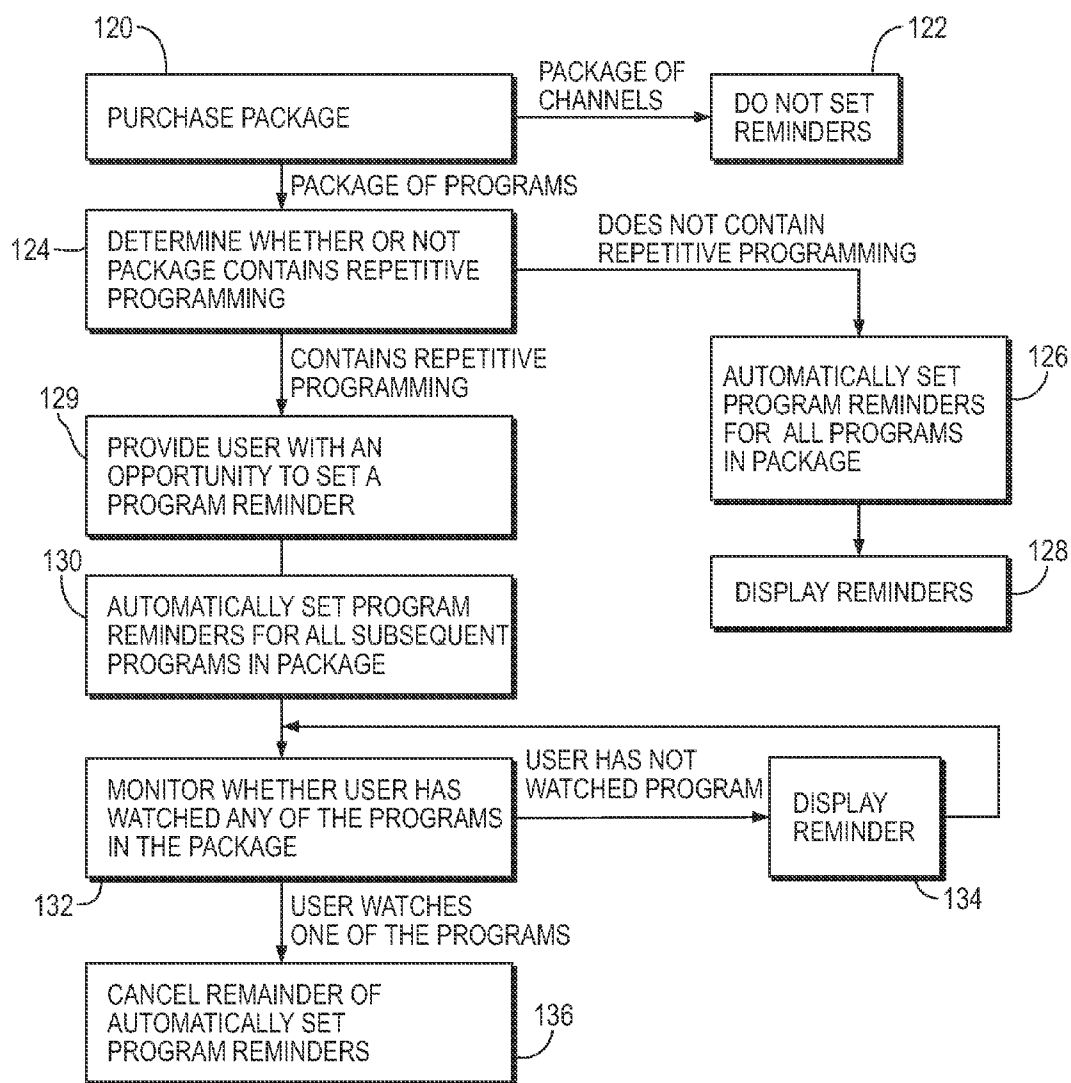 120
122
PURCHASE PACKAGE
PACKAGE OF
CHANNELS
DO NOT SET
REMINDERS
PACKAGE OF PROGRAMS
124
DETERMINE WHETHER OR NOT
PACKAGE CONTAINS REPETITIVE
PROGRAMMING
DOES NOT CONTAIN
REPETITIVE PROGRAMMING
CONTAINS REPETITIVE
PROGRAMMING
126
AUTOMATICALLY SET
PROGRAM REMINDERS
FOR ALL PROGRAMS
IN PACKAGE
129
PROVIDE USER WITH AN
OPPORTUNITY TO SET A
PROGRAM REMINDER
128
DISPLAY REMINDERS
130
AUTOMATICALLY SET PROGRAM
REMINDERS FOR ALL SUBSEQUENT
PROGRAMS IN PACKAGE
MONITOR WHETHER USER HAS
WATCHED ANY OF THE PROGRAMS
IN THE PACKAGE
132
USER HAS NOT
WATCHED PROGRAM
DISPLAY
REMINDER
134
USER WATCHES
ONE OF THE PROGRAMS
CANCEL REMAINDER OF
AUTOMATICALLY SET
PROGRAM REMINDERS
136